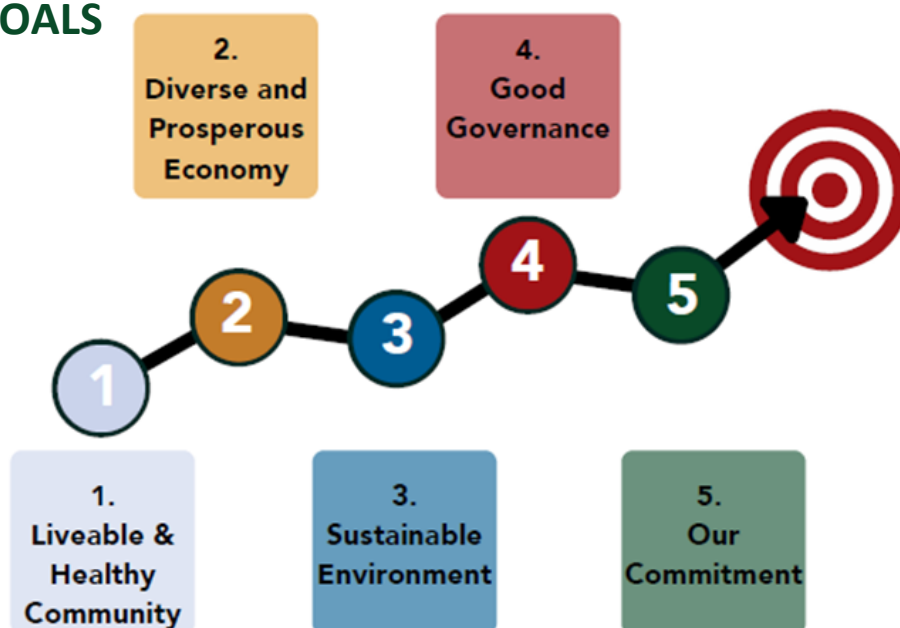 OALS
2.
Diverse and
Prosperous
Economy
4.
Good
Governance
1
2
3
4
5
1.
Liveable &
Healthy
Community
3.
Sustainable
Environment
5.
Our
Commitment